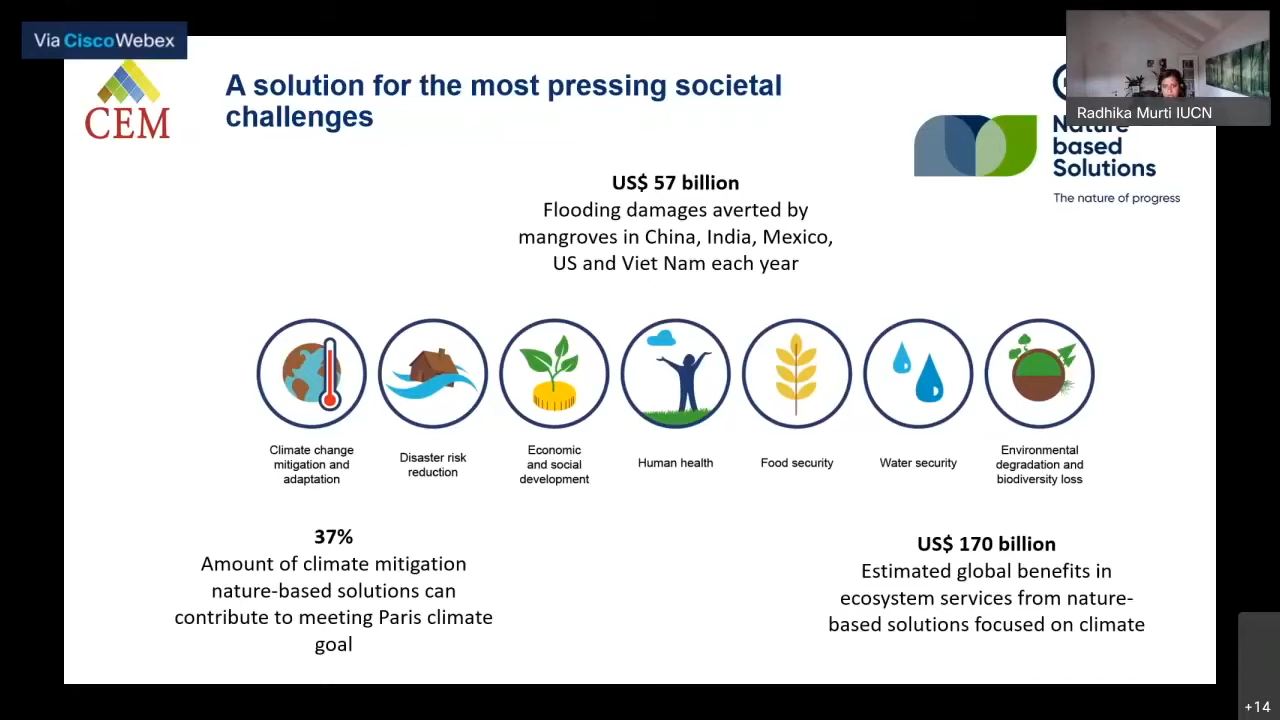 Via Cisco Webex
CEM
A solution for the most pressing societal
challenges
Radhika Murti IUCN
Nature
based
Solutions
The nature of progress
US$ 57 billion
Flooding damages averted by
mangroves in China, India, Mexico,
US and Viet Nam each year
Climate change
mitigation and
adaptation
Disaster risk
reduction
Economic
and social
development
Human health
Food security
Water security
Environmental
degradation and
biodiversity loss
37%
Amount of climate mitigation
nature-based solutions can
contribute to meeting Paris climate
goal
US$ 170 billion
Estimated global benefits in
ecosystem services from nature-
based solutions focused on climate
+14